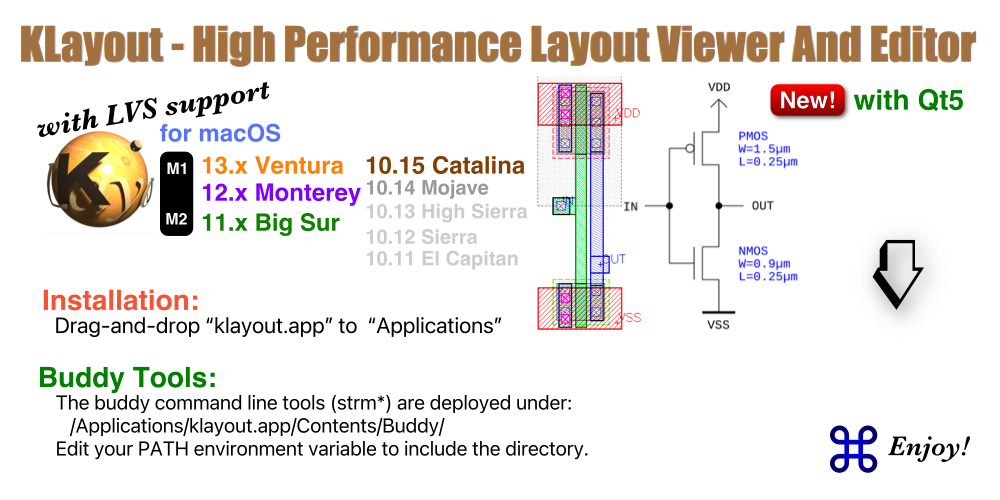 KLayout - High Performance Layout Viewer And Editor
with LVS support
for macOS
New! with Qt5
M1
M2
13.x Ventura
12.x Monterey
11.x Big Sur
10.15 Catalina
10.14 Mojave
10.13 High Sierra
10.12 Sierra
10.11 El Capitan
VDD
OUT
VSS
VDD
PMOS
W=1.5µm
L=0.25µm
IN
OUT
NMOS
W=0.9µm
L=0.25µm
VSS
Installation:
Drag-and-drop “klayout.app” to “Applications”
Buddy Tools:
The buddy command line tools (strm*) are deployed under:
/Applications/klayout.app/Contents/Buddy/
Edit your PATH environment variable to include the directory.
Enjoy!